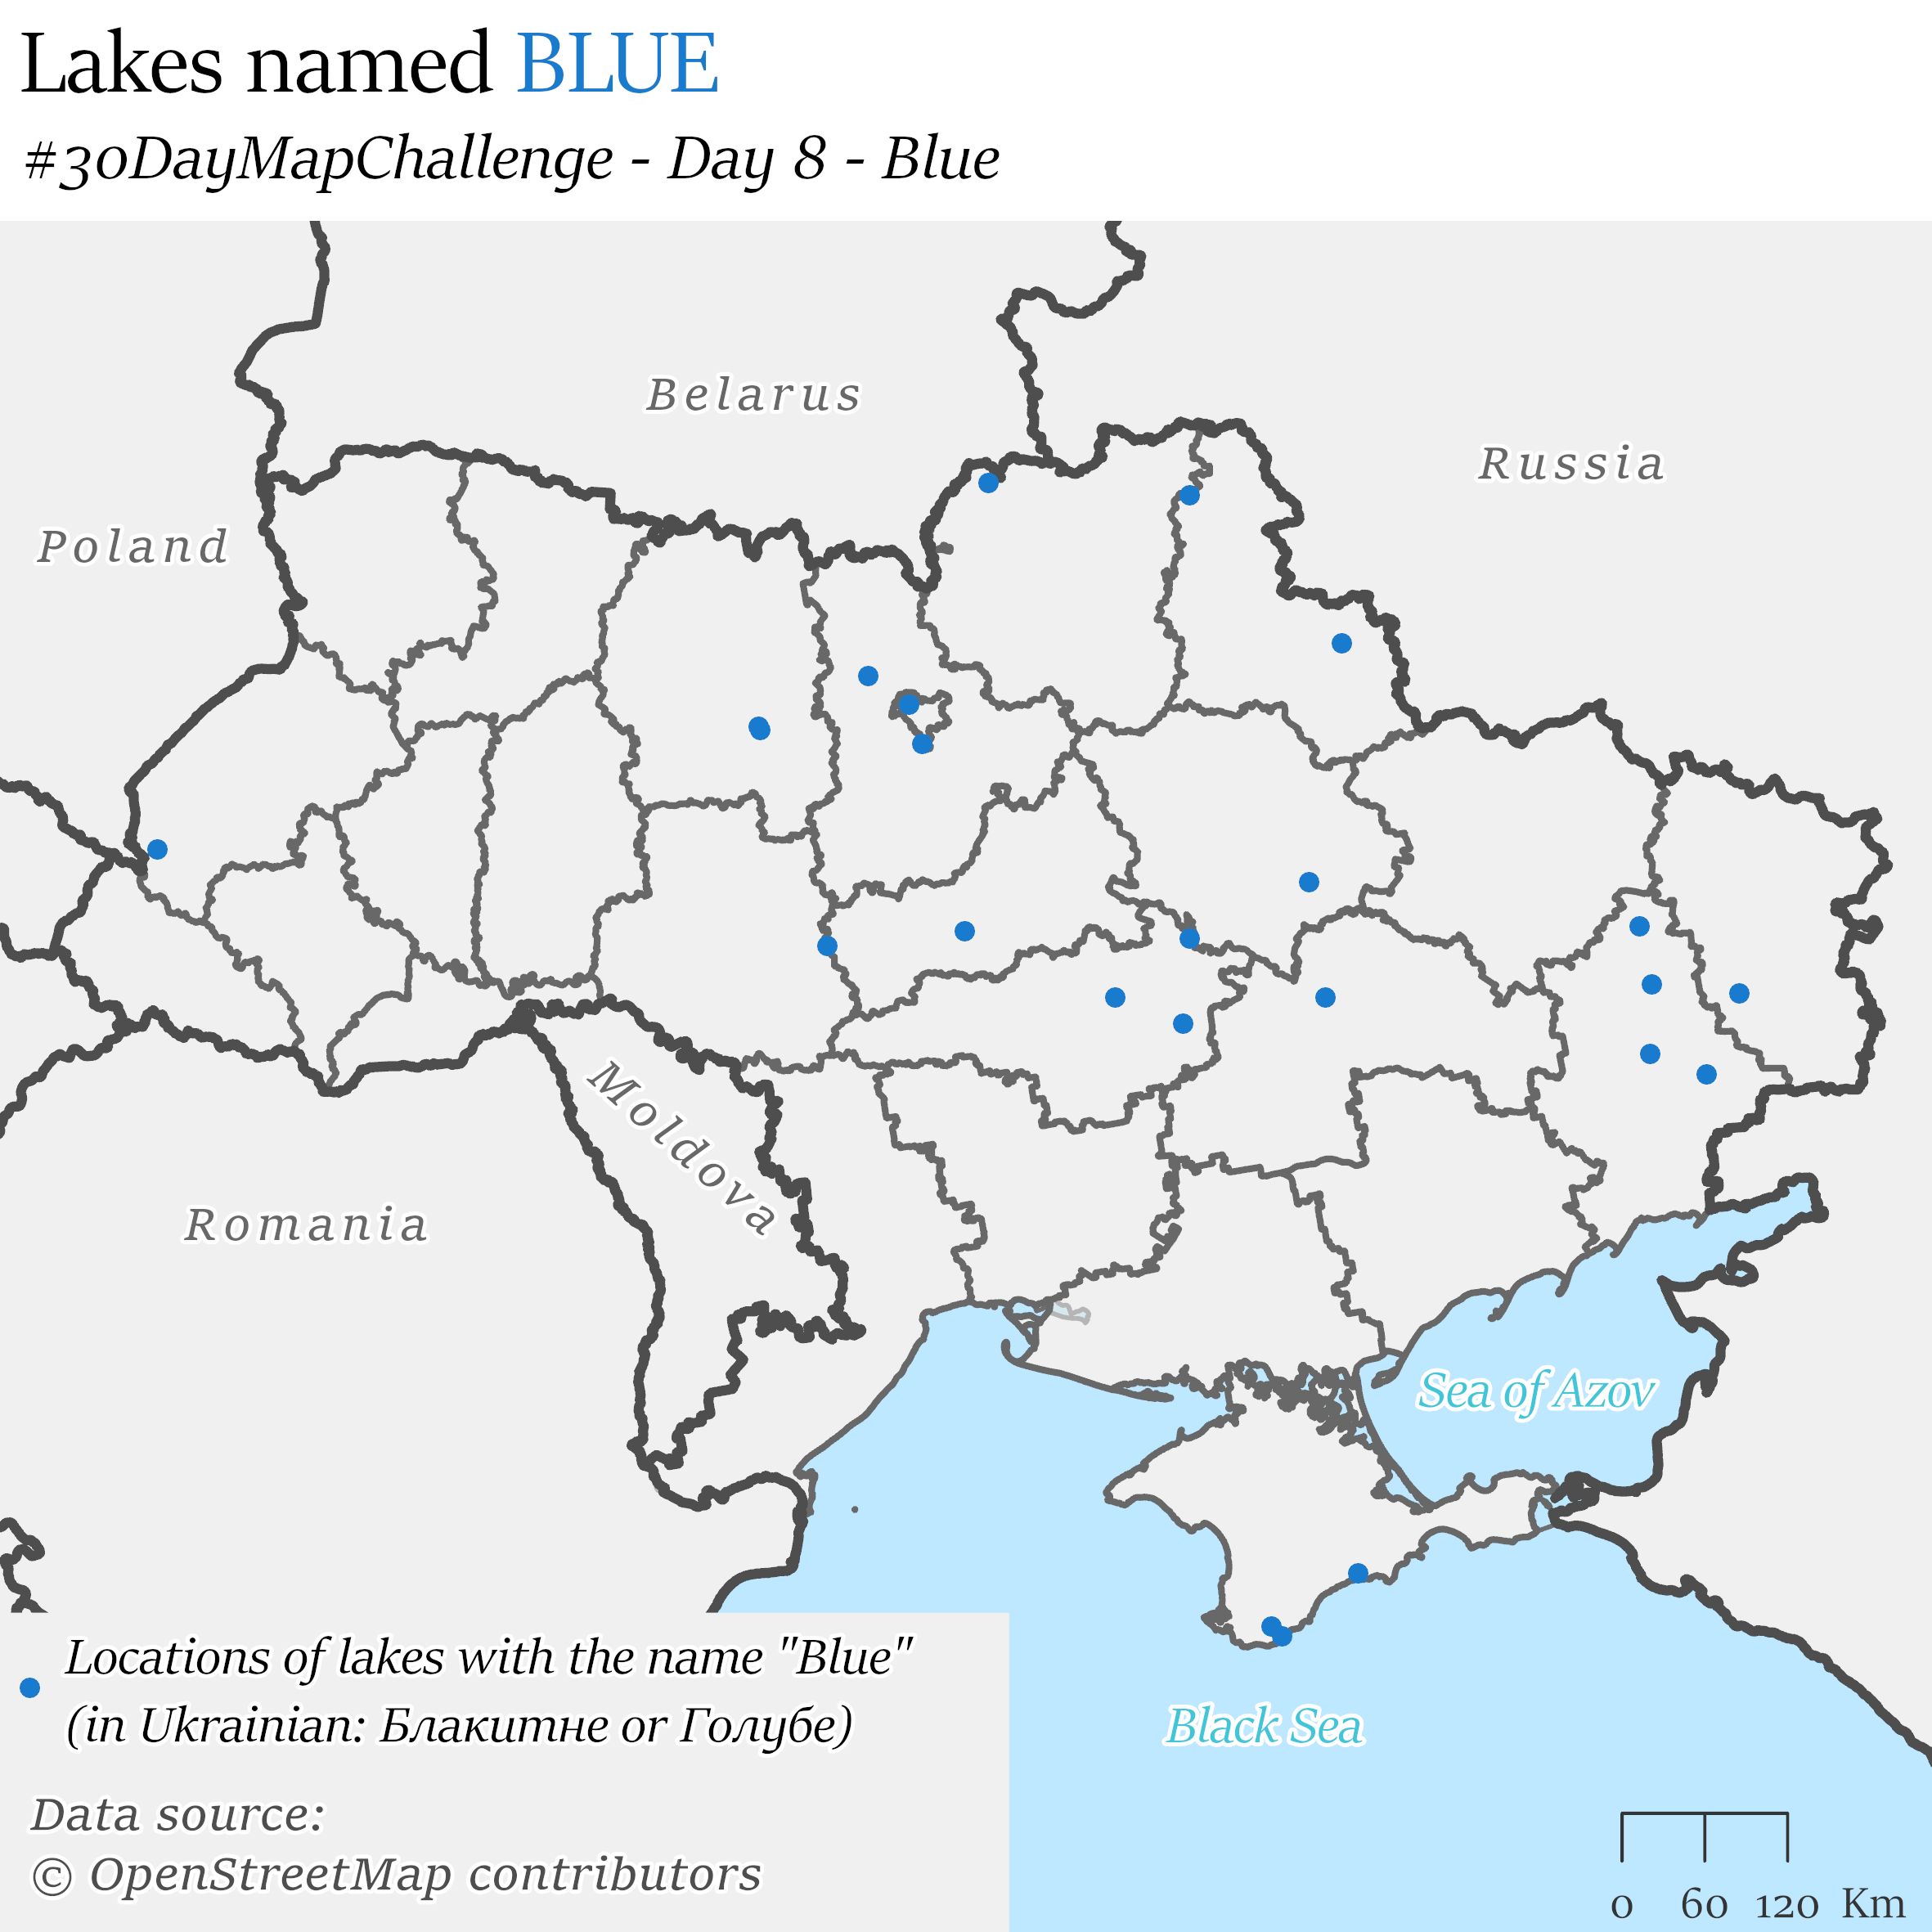 Lakes named BLUE
#30DayMapChallenge - Day 8 - Blue
Belarus
Russia
Poland
Moldova
Romania
Sea of Azov
Black Sea
Locations of lakes with the name "Blue"
(in Ukrainian: Блакитне or Голубе)
Data source:
© OpenStreetMap contributors
0 60 120 Km